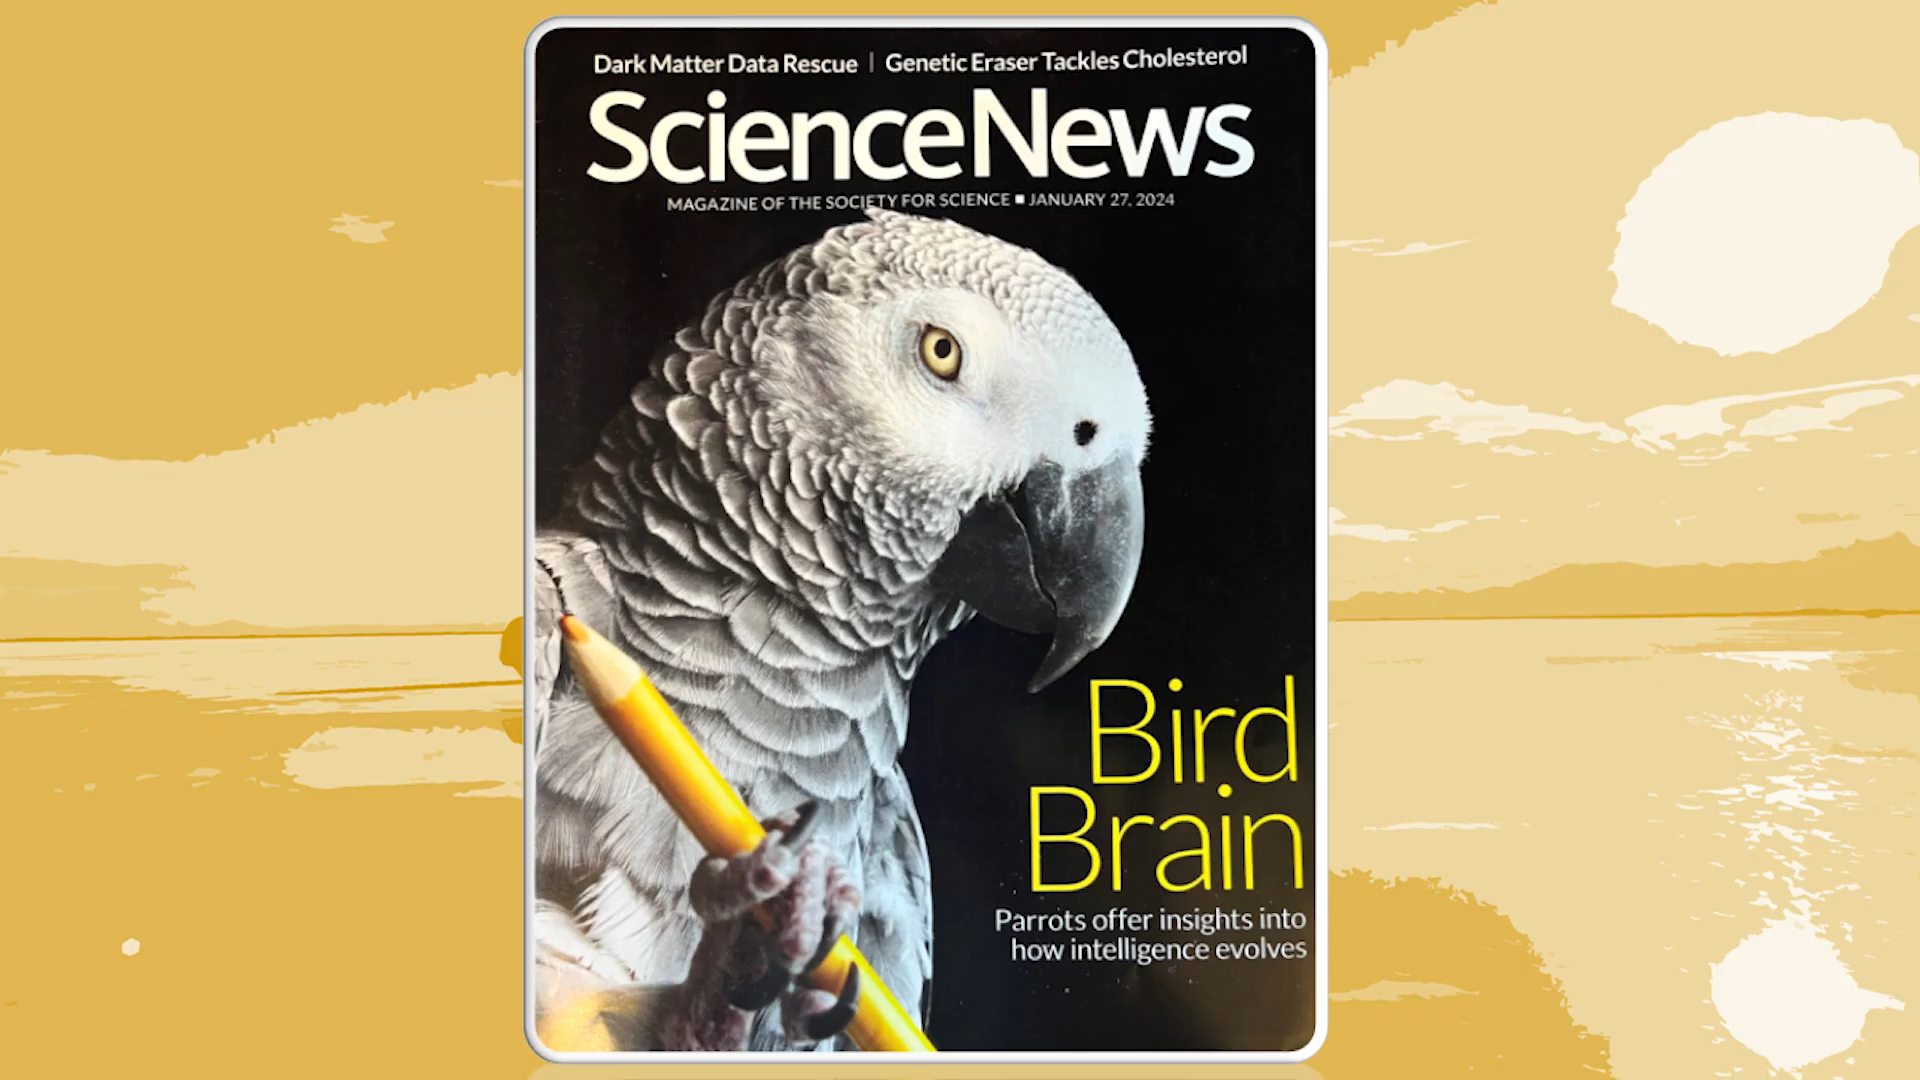 Dark Matter Data Rescue | Genetic Eraser Tackles Cholesterol
ScienceNews
MAGAZINE OF THE SOCIETY FOR SCIENCE ■ JANUARY 27, 2024
Bird
Brain
Parrots offer insights into
how intelligence evolves